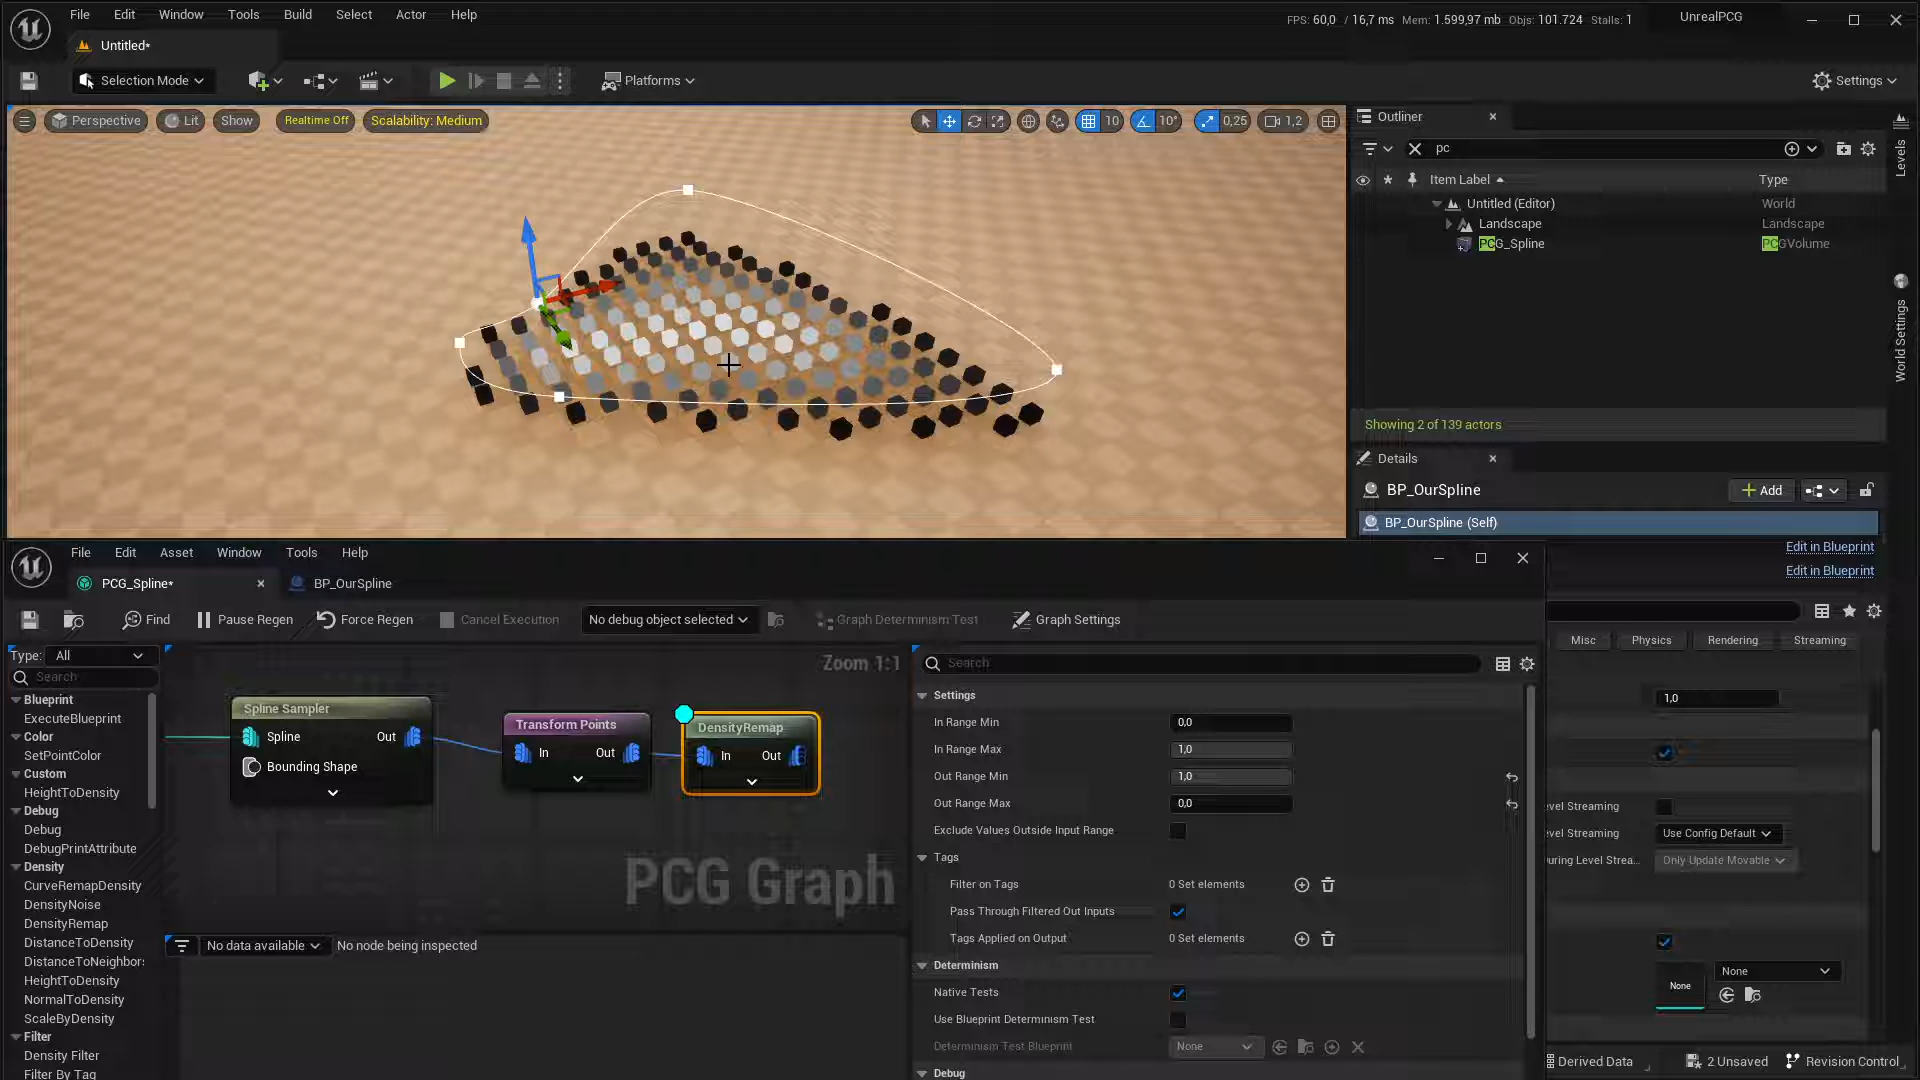 File Edit Window Tools Build Select Actor Help
FPS: 60,0 / 16,7 ms Mem: 1.599,97 mb Objs: 101.724 Stalls: 1
UnrealPCG
Untitled*
Selection Mode
Platforms
Settings
Perspective Lit Show Realtime Off Scalability: Medium
10 10° 0,25 1,2
Outliner
pc
Item Label Type
Untitled (Editor) World
Landscape Landscape
PCG_Spline PCGVolume
Showing 2 of 139 actors
Levels
World Settings
Details
BP_OurSpline
Add
BP_OurSpline (Self)
Edit in Blueprint
Edit in Blueprint
File Edit Asset Window Tools Help
PCG_Spline*
BP_OurSpline
Find Pause Regen Force Regen Cancel Execution No debug object selected Graph Determinism Test Graph Settings
Misc Physics Rendering Streaming
Type: All
Search
Blueprint
ExecuteBlueprint
Color
SetPointColor
Custom
HeightToDensity
Debug
Debug
DebugPrintAttribute
Density
CurveRemapDensity
DensityNoise
DensityRemap
DistanceToDensity
DistanceToNeighbors
HeightToDensity
NormalToDensity
ScaleByDensity
Filter
Density Filter
Filter By Tag
Zoom 1:1
Spline Sampler
Spline Out
Bounding Shape
Transform Points
In Out
DensityRemap
In Out
PCG Graph
No data available No node being inspected
Search
Settings
In Range Min 0,0
In Range Max 1,0
Out Range Min 1,0
Out Range Max 0,0
Exclude Values Outside Input Range
Tags
Filter on Tags 0 Set elements
Pass Through Filtered Out Inputs
Tags Applied on Output 0 Set elements
Determinism
Native Tests
Use Blueprint Determinism Test
Determinism Test Blueprint None
Debug
1,0
evel Streaming
evel Streaming Use Config Default
uring Level Strea... Only Update Movable
None
None
Derived Data 2 Unsaved Revision Control